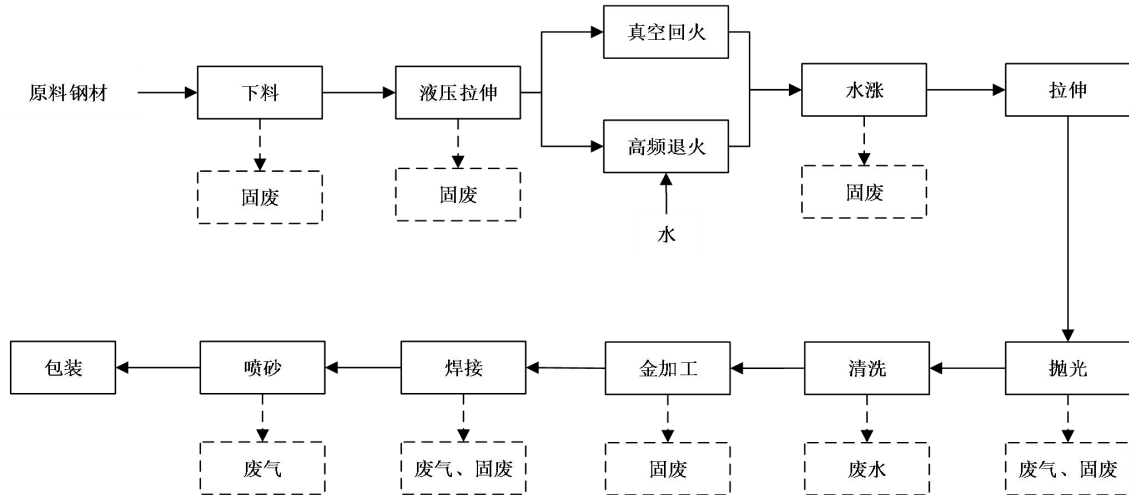 真空回火
原料钢材
下料
液压拉伸
水涨
拉伸
高频退火
固废
固废
固废
水
包装
喷砂
焊接
金加工
清洗
抛光
废气
废气、固废
固废
废水
废气、固废